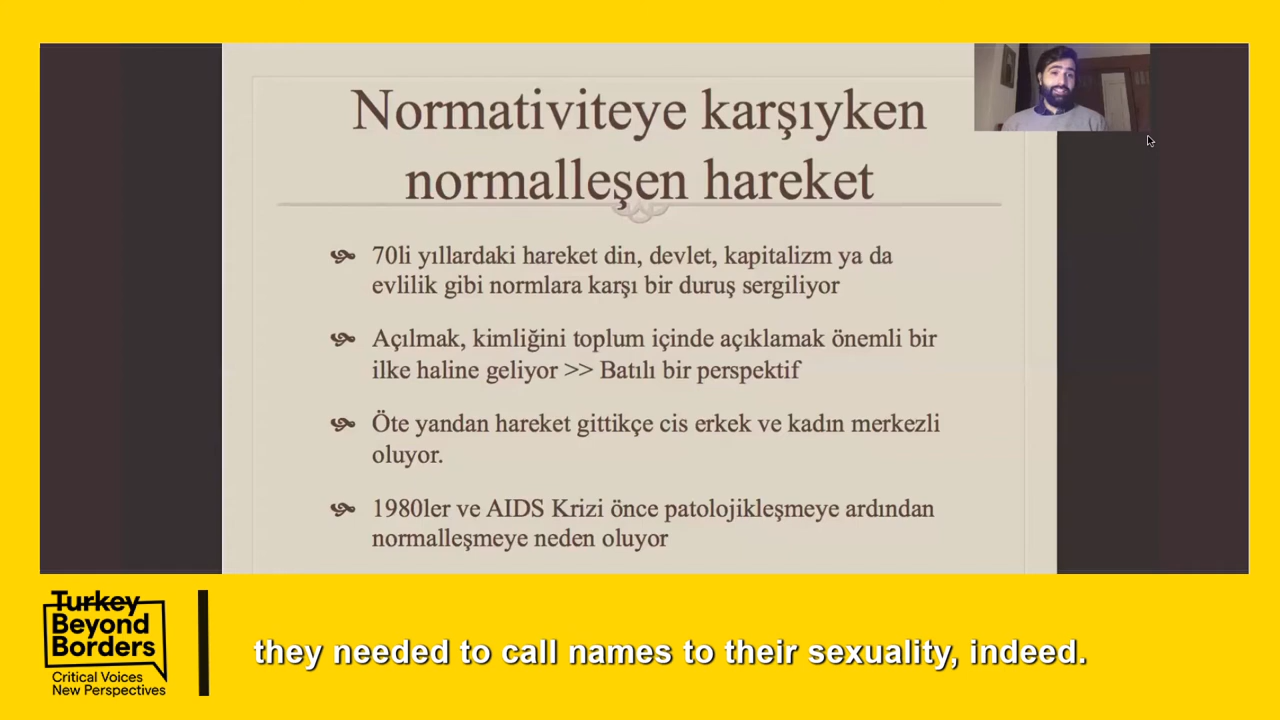 Normativiteye karşıyken
normalleşen hareket
70li yıllardaki hareket din, devlet, kapitalizm ya da
evlilik gibi normlara karşı bir duruş sergiliyor
Açılmak, kimliğini toplum içinde açıklamak önemli bir
ilke haline geliyor >> Batılı bir perspektif
Öte yandan hareket gittikçe cis erkek ve kadın merkezli
oluyor.
1980ler ve AIDS Krizi önce patolojikleşmeye ardından
normalleşmeye neden oluyor
Turkey
Beyond
Borders
Critical Voices
New Perspectives
they needed to call names to their sexuality, indeed.